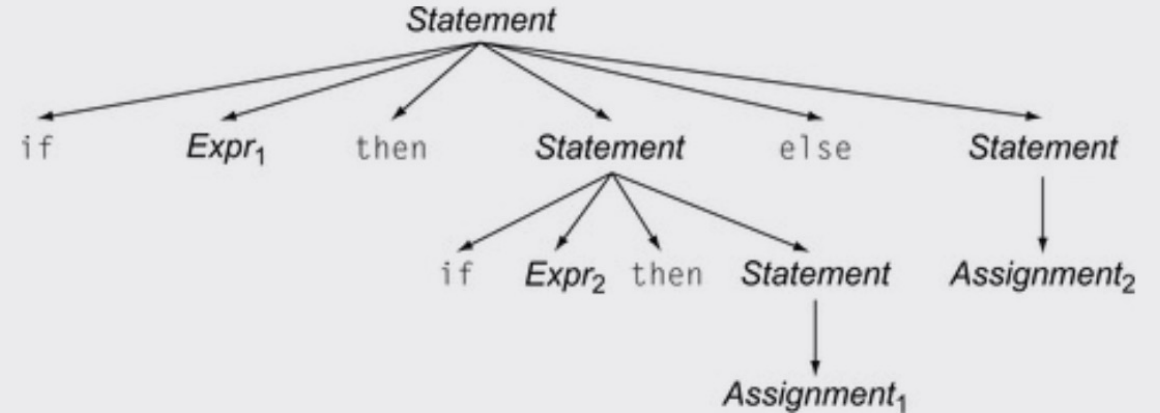 Statement
if Expr₁ then Statement else Statement
if Expr₂ then Statement Assignment₂
Assignment₁